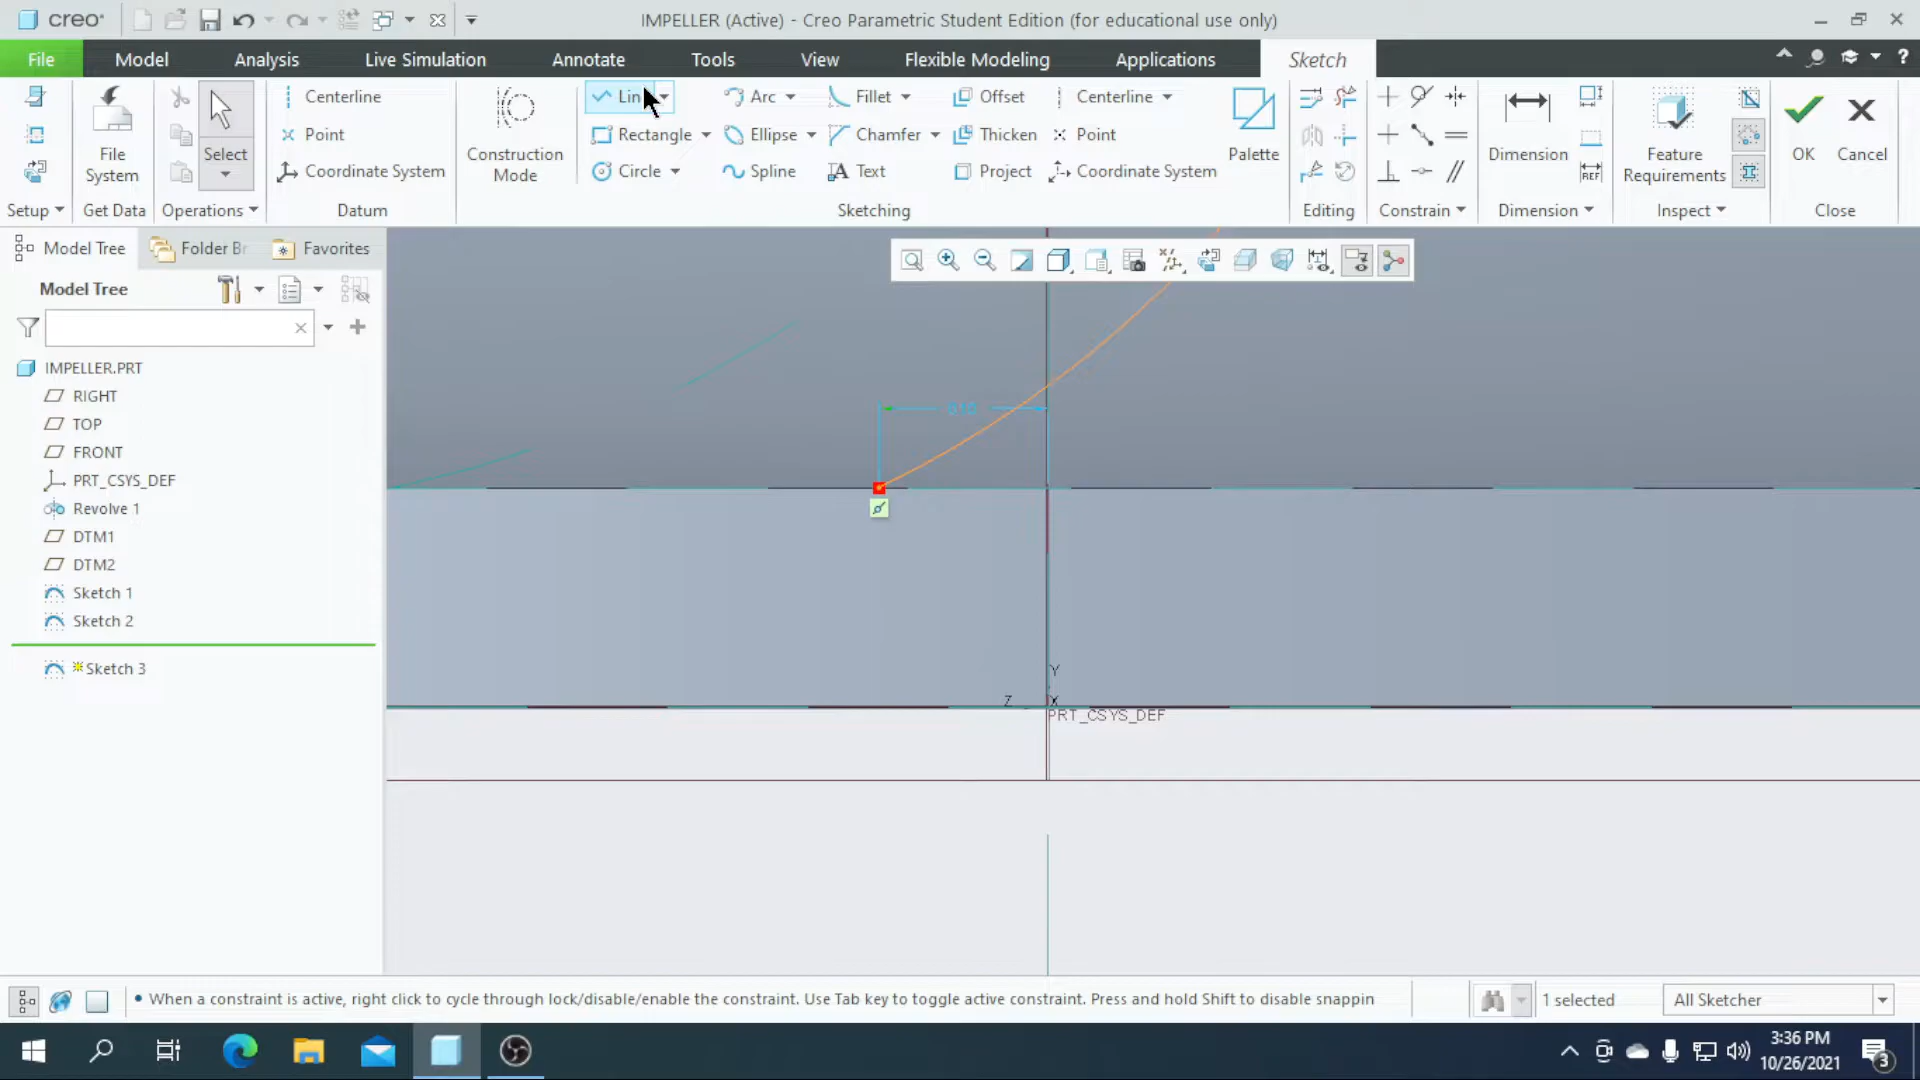 creo
IMPELLER (Active) - Creo Parametric Student Edition (for educational use only)
File Model Analysis Live Simulation Annotate Tools View Flexible Modeling Applications Sketch
File System
Select
Centerline
Point
Coordinate System
Construction Mode
Lin Arc Fillet Offset Centerline
Rectangle Ellipse Chamfer Thicken Point
Circle Spline Text Project Coordinate System
Palette
Dimension
REF
Feature Requirements
OK
Cancel
Setup Get Data Operations Datum Sketching Editing Constrain Dimension Inspect Close
Model Tree Folder Br Favorites
Model Tree
IMPELLER.PRT
RIGHT
TOP
FRONT
PRT_CSYS_DEF
Revolve 1
DTM1
DTM2
Sketch 1
Sketch 2
Sketch 3
Y
Z X
PRT_CSYS_DEF
• When a constraint is active, right click to cycle through lock/disable/enable the constraint. Use Tab key to toggle active constraint. Press and hold Shift to disable snappin
1 selected
All Sketcher
3:36 PM
10/26/2021
3